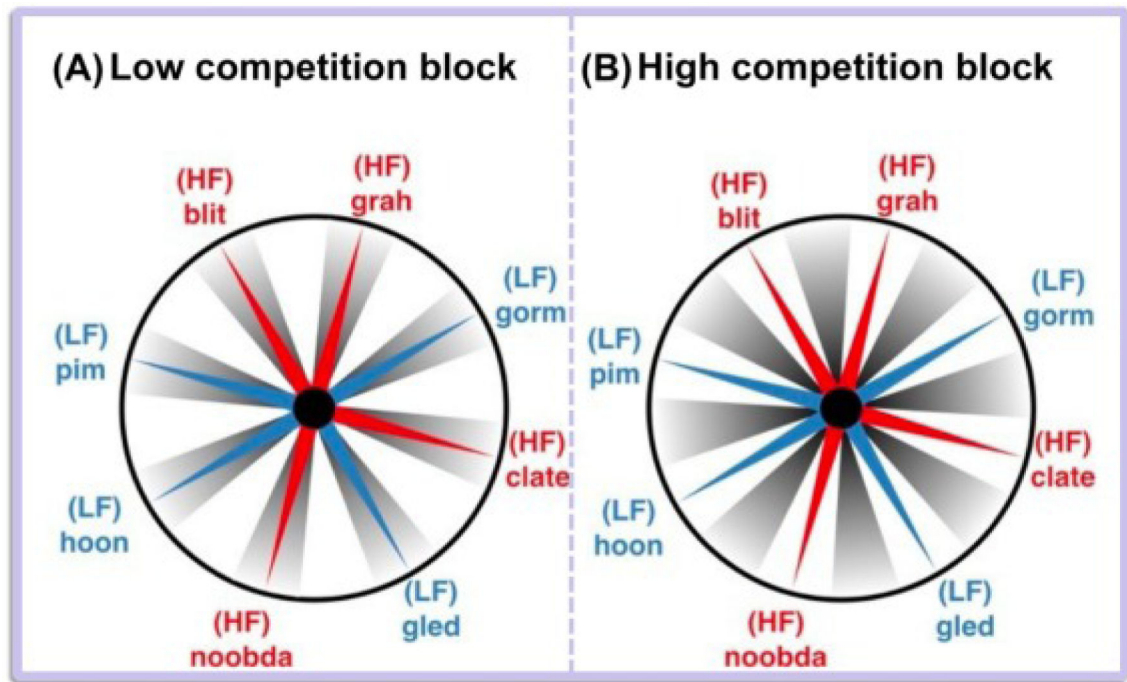 (A) Low competition block
(HF)
blit
(HF)
grah
(LF)
gorm
(LF)
pim
(HF)
clate
(LF)
hoon
(LF)
gled
(HF)
noobda
(B) High competition block
(HF)
blit
(HF)
grah
(LF)
gorm
(LF)
pim
(HF)
clate
(LF)
hoon
(LF)
gled
(HF)
noobda